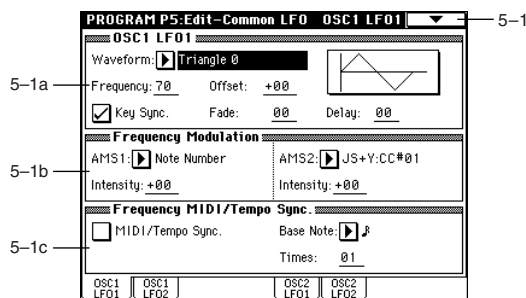 PROGRAM P5:Edit-Common LFO OSC1 LFO1
5-1
OSC1 LFO1
Waveform: Triangle 0
5-1a
Frequency: 70 Offset: +00
Key Sync. Fade: 00 Delay: 00
Frequency Modulation
AMS1: Note Number AMS2: JS+Y:CC#01
5-1b
Intensity: +00 Intensity: +00
Frequency MIDI/Tempo Sync.
MIDI/Tempo Sync. Base Note: ♪
5-1c
Times: 01
OSC1 LFO1 OSC1 LFO2 OSC2 LFO1 OSC2 LFO2